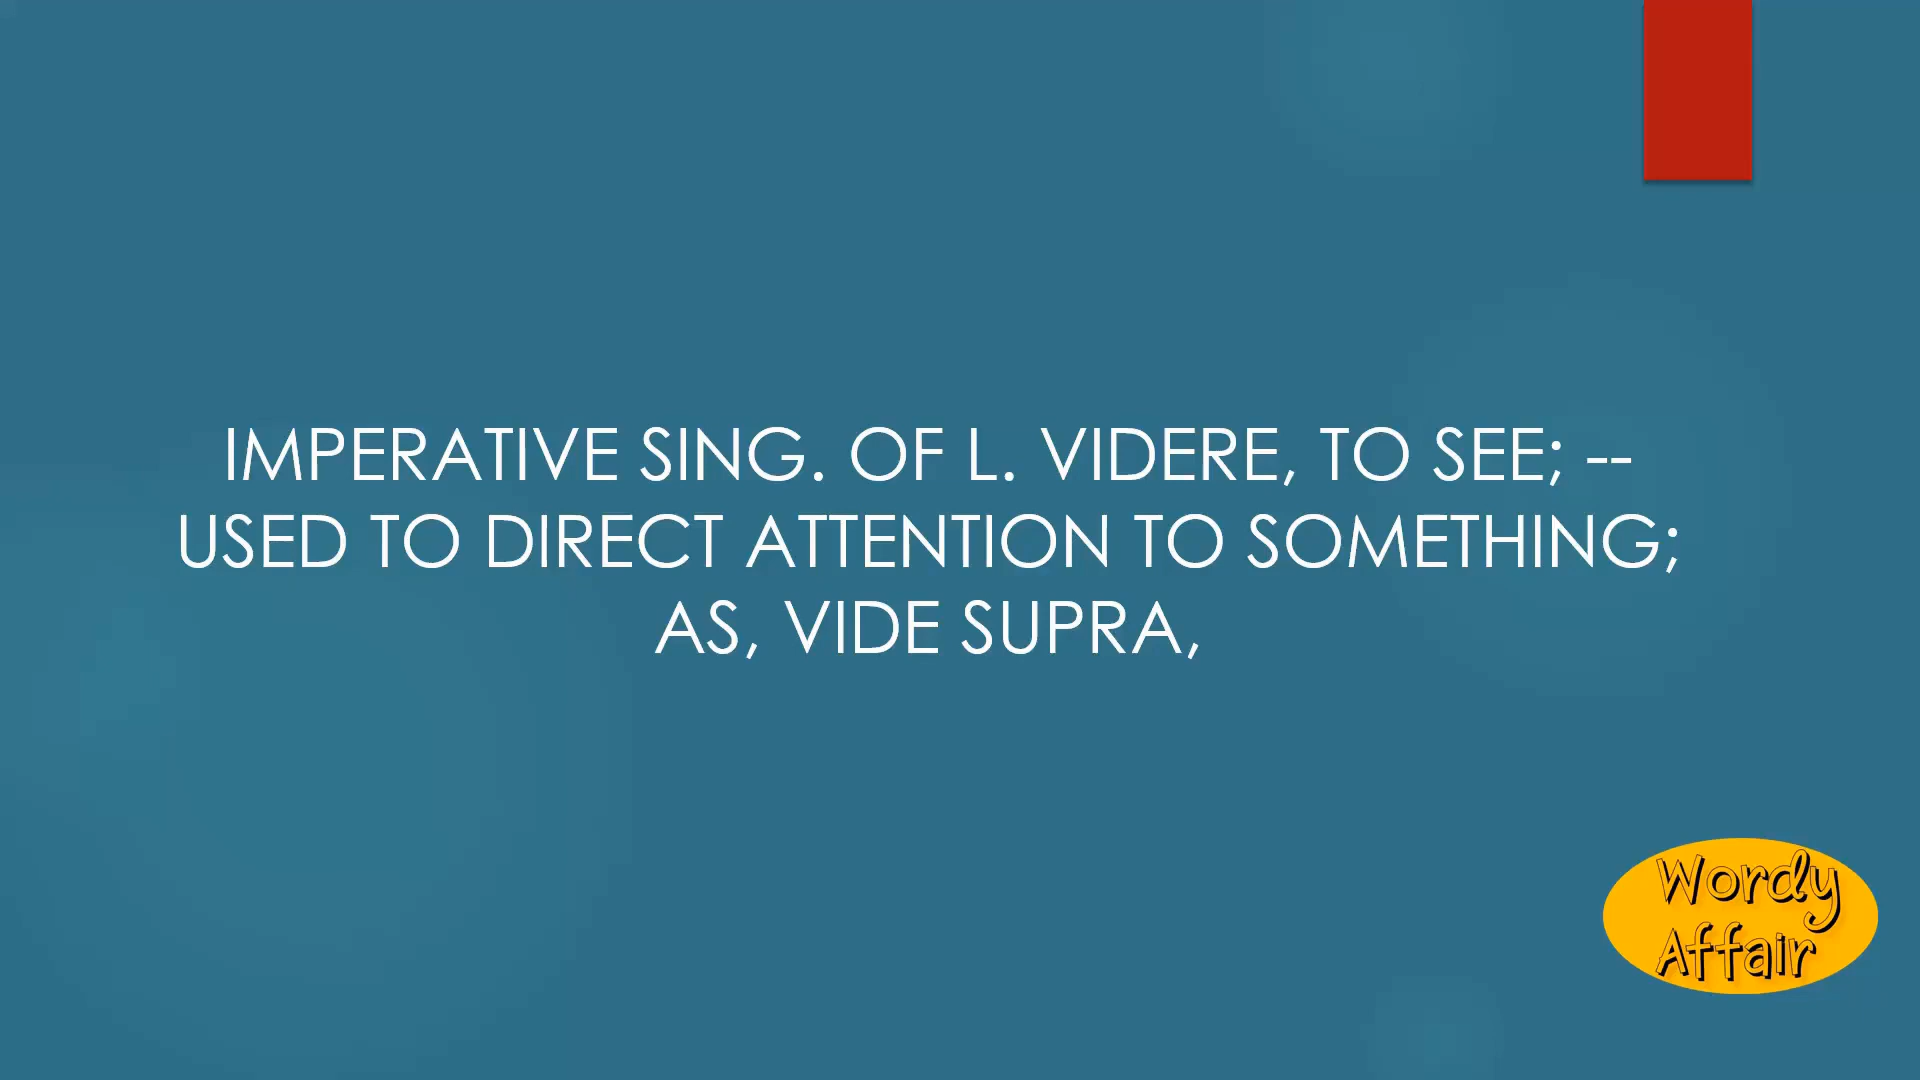 IMPERATIVE SING. OF L. VIDERE, TO SEE; --
USED TO DIRECT ATTENTION TO SOMETHING;
AS, VIDE SUPRA,
Wordy
Affair